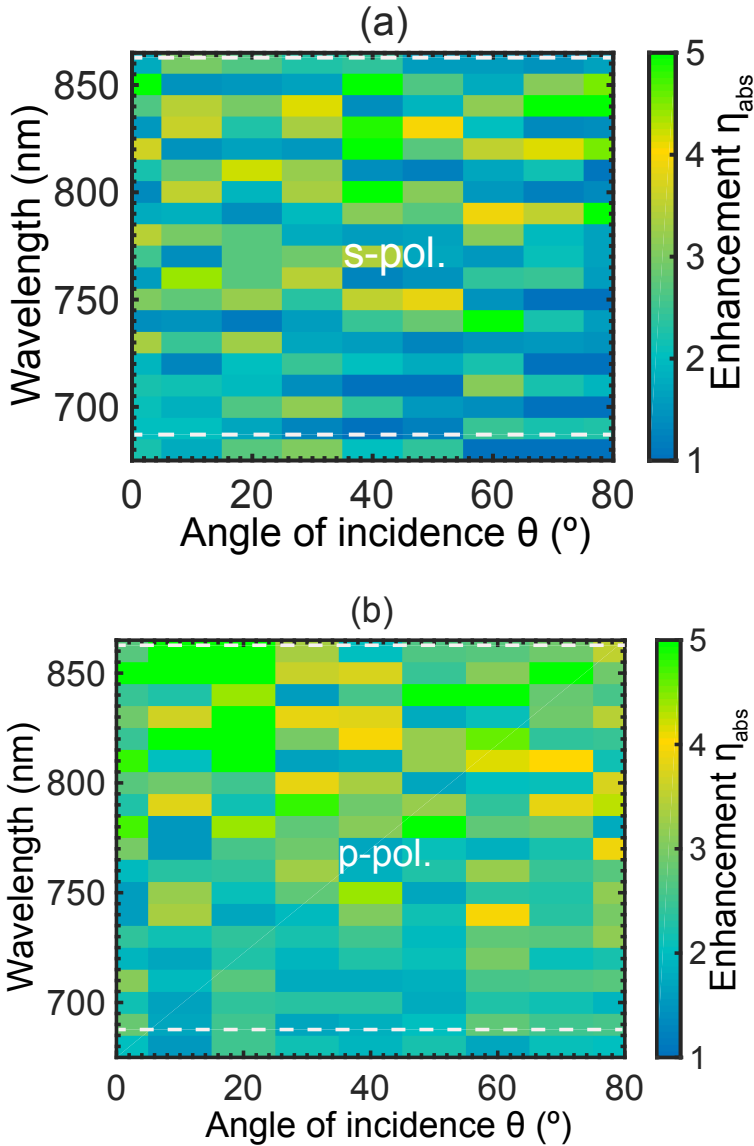 (a)
Wavelength (nm)
850
800
750
700
s-pol.
0 20 40 60 80
Angle of incidence θ (º)
5
4
3
2
1
Enhancement η_abs
(b)
Wavelength (nm)
850
800
750
700
p-pol.
0 20 40 60 80
Angle of incidence θ (º)
5
4
3
2
1
Enhancement η_abs